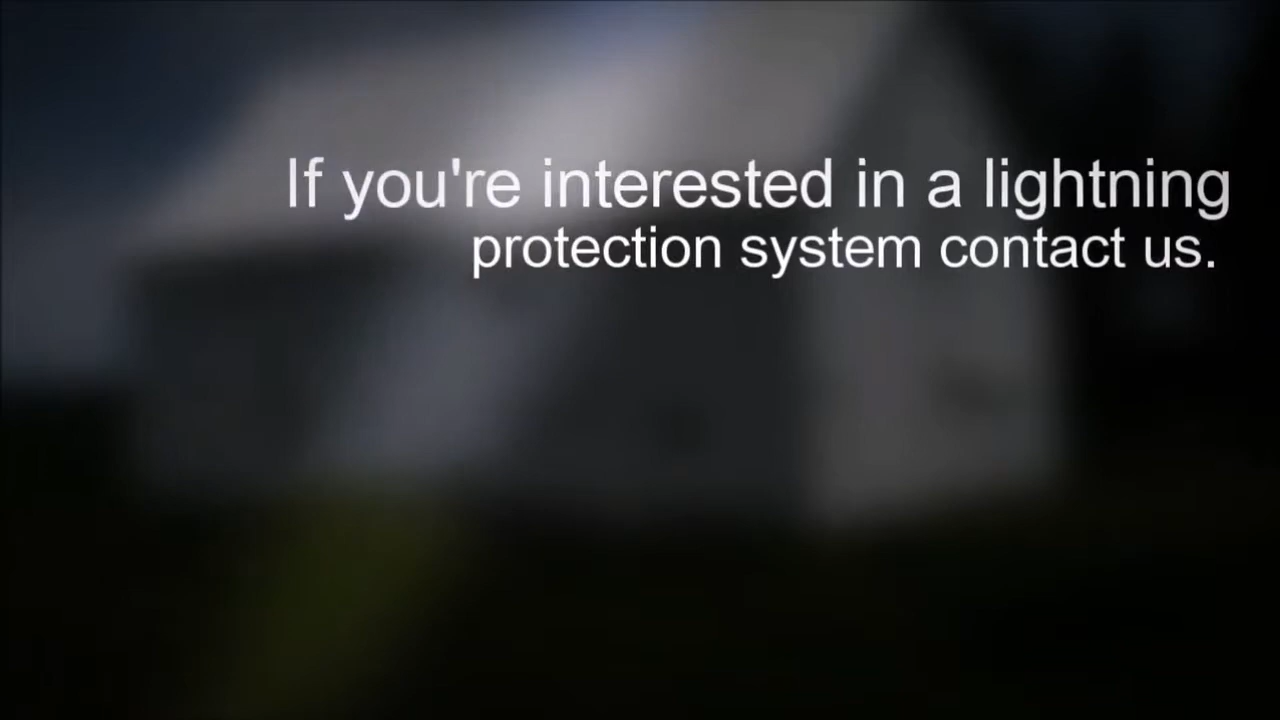 If you're interested in a lightning
protection system contact us.